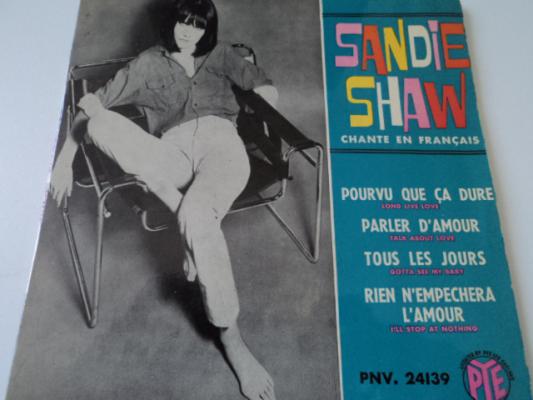 SANDIE
SHAW
CHANTE EN FRANÇAIS
POURVU QUE ÇA DURE
LONG LIVE LOVE
PARLER D'AMOUR
TALK ABOUT LOVE
TOUS LES JOURS
GOTTA SEE MY BABY
RIEN N'EMPECHERA
L'AMOUR
I'LL STOP AT NOTHING
PNV. 24139
PYE